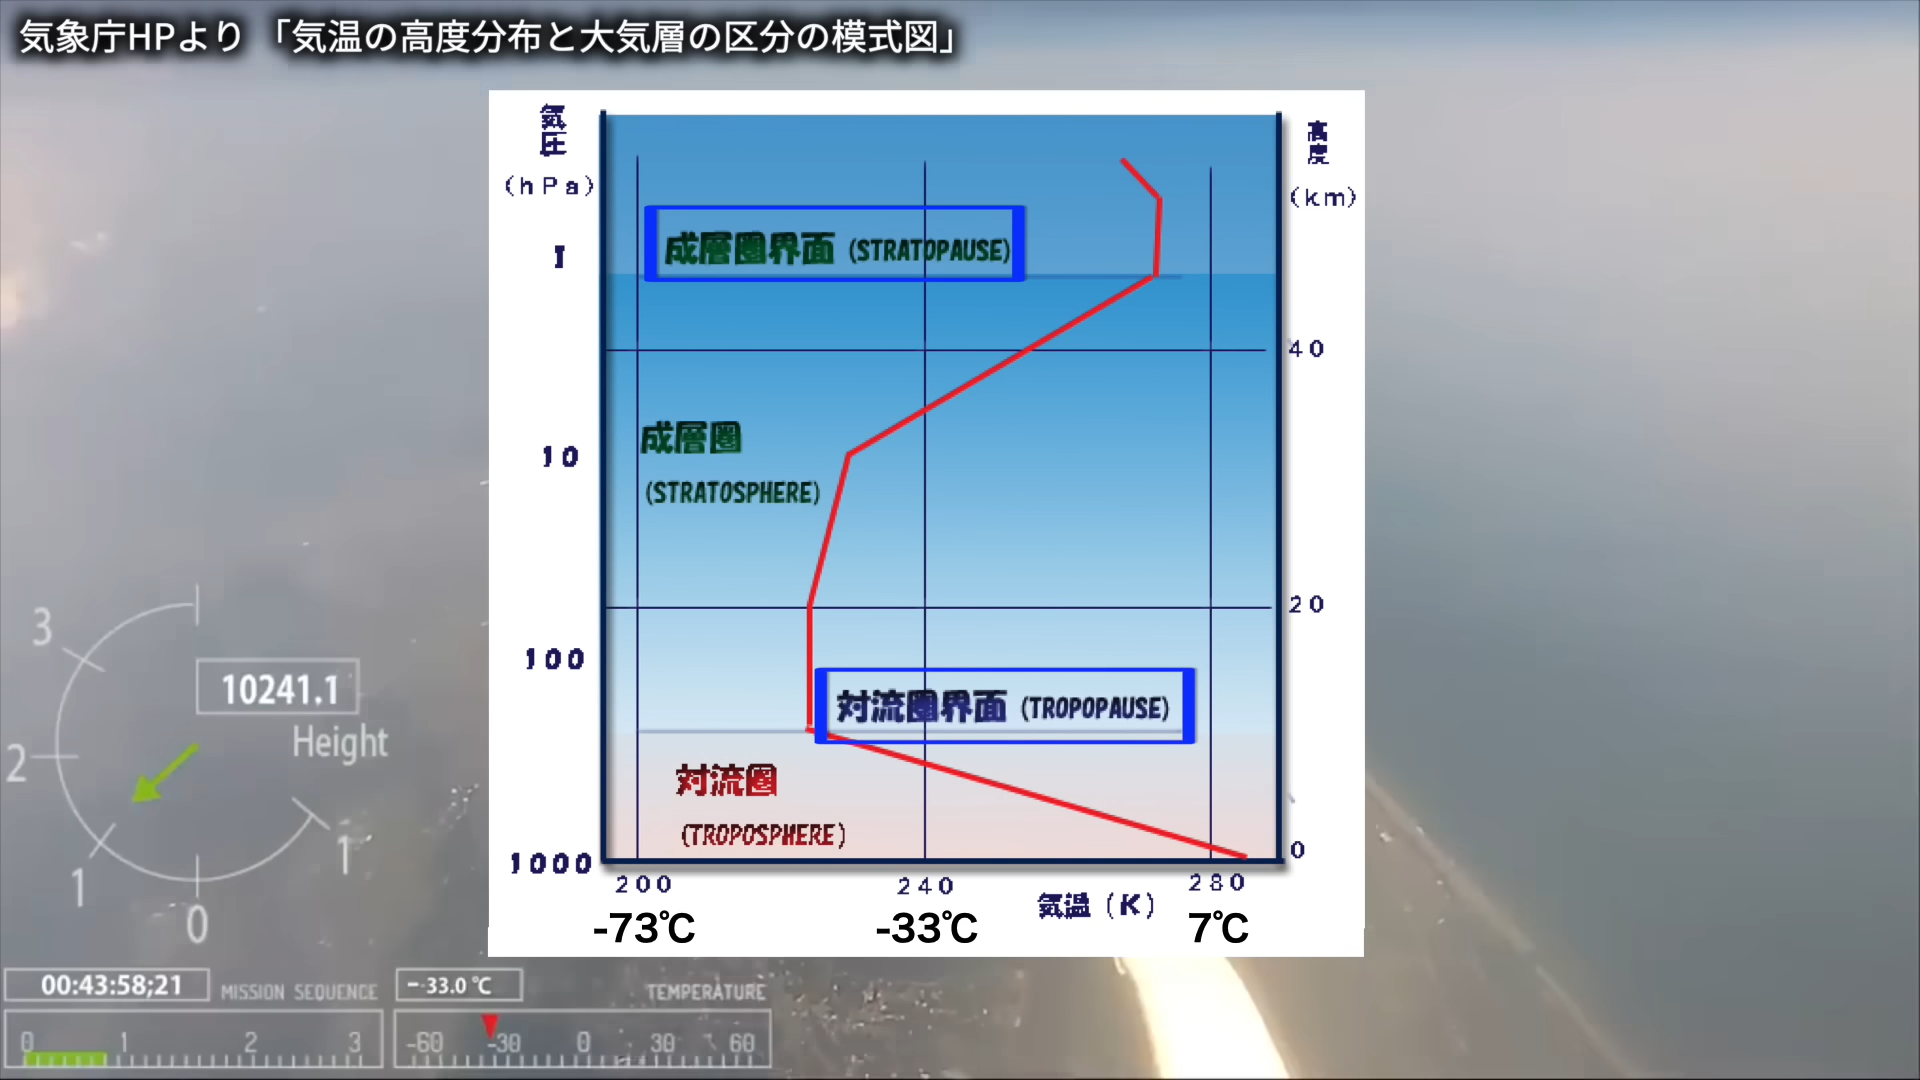 気象庁HPより 「気温の高度分布と大気層の区分の模式図」
気圧
(hPa)
高度
(km)
1
成層圏界面 (STRATOPAUSE)
40
成層圏
10
(STRATOSPHERE)
20
100
対流圏界面 (TROPOPAUSE)
対流圏
(TROPOSPHERE)
1000
0
200
240
280
気温 (K)
-73℃
-33℃
7℃
3
10241.1
Height
2
1
1
0
00:43:58;21
MISSION SEQUENCE
-33.0 ℃
TEMPERATURE
0 1 2 3
-60 -30 0 30 60